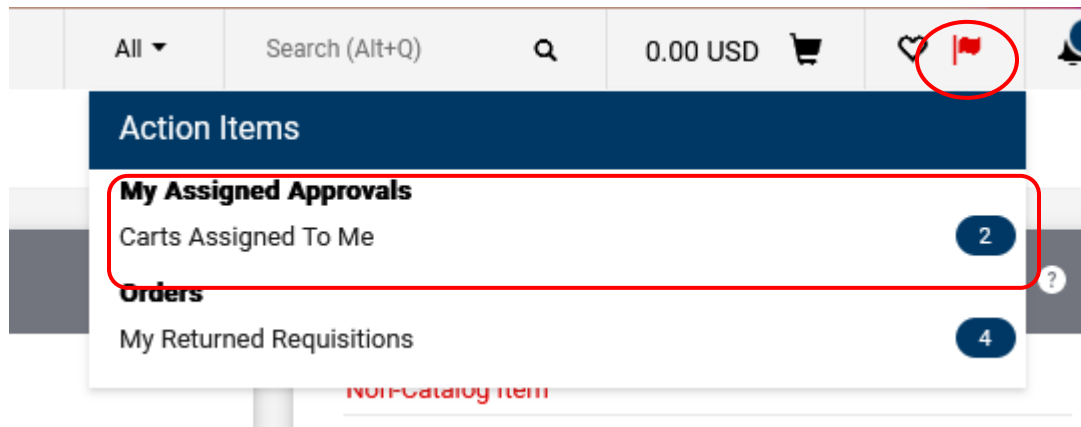 All Search (Alt+Q) 0.00 USD
Action Items
My Assigned Approvals
Carts Assigned To Me 2
?
Orders
My Returned Requisitions 4
Non-Catalog Item